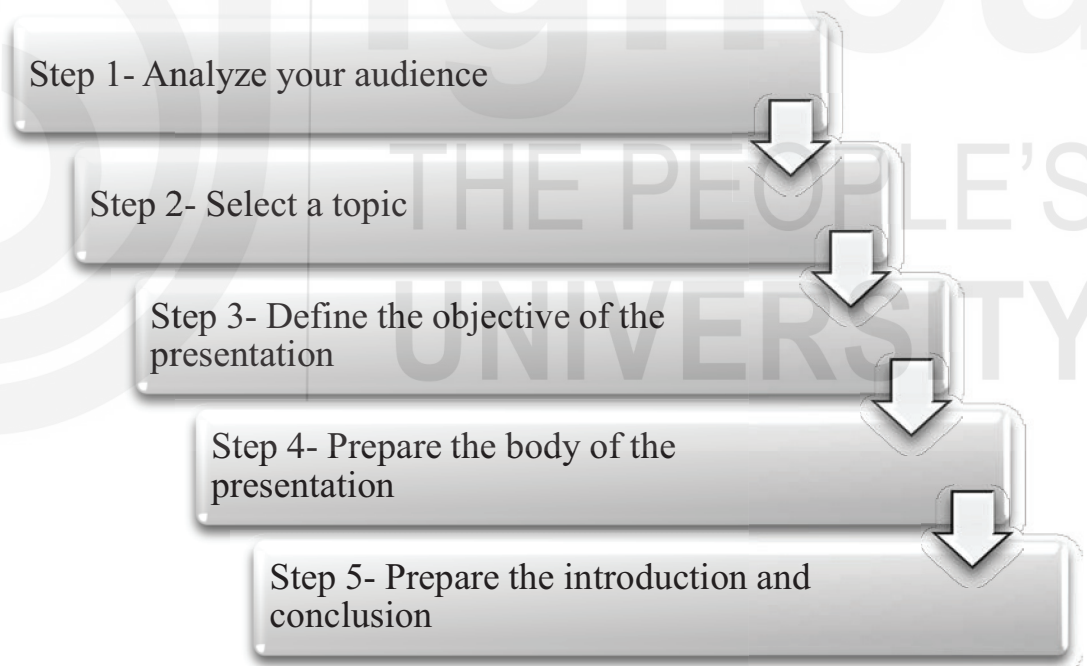 ignou
THE PEOPLE'S
UNIVERSITY
Step 1- Analyze your audience
Step 2- Select a topic
Step 3- Define the objective of the
presentation
Step 4- Prepare the body of the
presentation
Step 5- Prepare the introduction and
conclusion